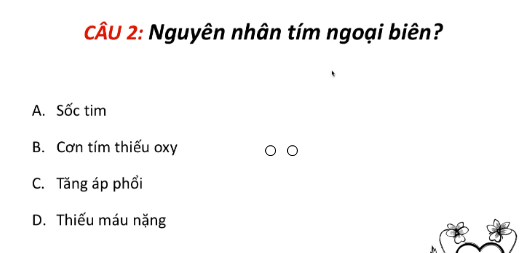 CÂU 2: Nguyên nhân tím ngoại biên?
A. Sốc tim
B. Cơn tím thiếu oxy
C. Tăng áp phổi
D. Thiếu máu nặng